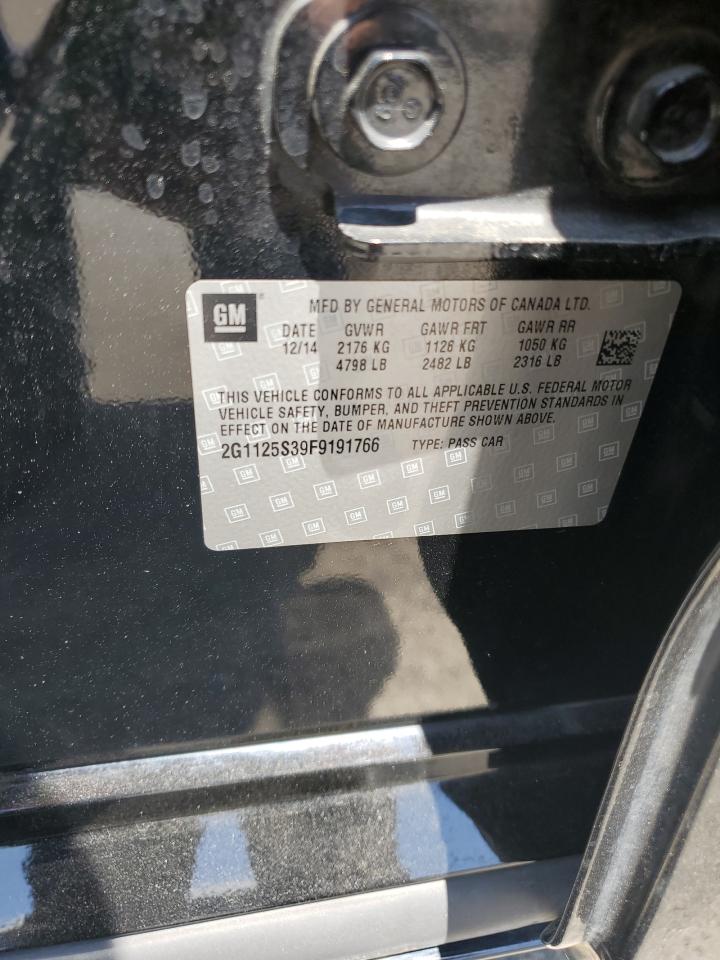 GM MFD BY GENERAL MOTORS OF CANADA LTD.
DATE GVWR GAWR FRT GAWR RR
12/14 2176 KG 1126 KG 1050 KG
4798 LB 2482 LB 2316 LB
THIS VEHICLE CONFORMS TO ALL APPLICABLE U.S. FEDERAL MOTOR
VEHICLE SAFETY, BUMPER, AND THEFT PREVENTION STANDARDS IN
EFFECT ON THE DATE OF MANUFACTURE SHOWN ABOVE.
2G1125S39F9191766 TYPE: PASS CAR